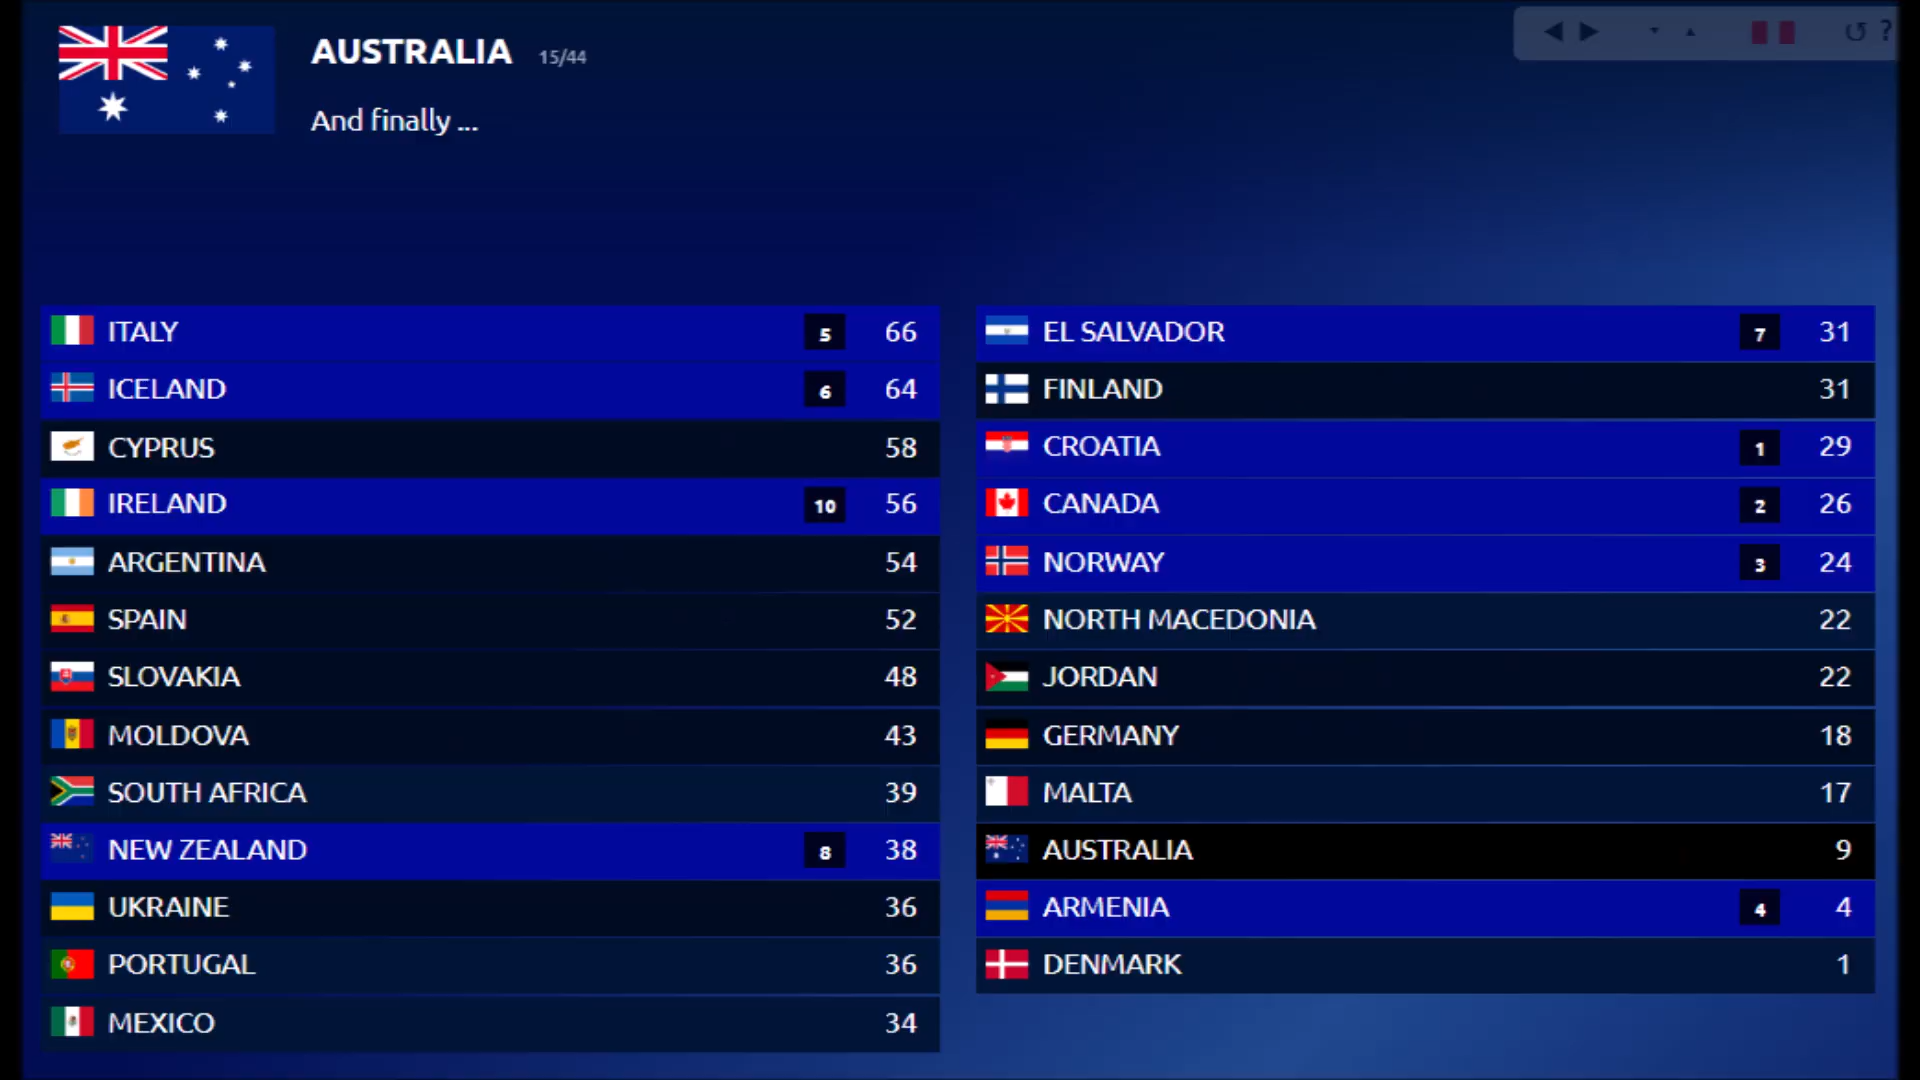 AUSTRALIA 15/44
?
And finally ...
ITALY 5 66
ICELAND 6 64
CYPRUS 58
IRELAND 10 56
ARGENTINA 54
SPAIN 52
SLOVAKIA 48
MOLDOVA 43
SOUTH AFRICA 39
NEW ZEALAND 8 38
UKRAINE 36
PORTUGAL 36
MEXICO 34
EL SALVADOR 7 31
FINLAND 31
CROATIA 1 29
CANADA 2 26
NORWAY 3 24
NORTH MACEDONIA 22
JORDAN 22
GERMANY 18
MALTA 17
AUSTRALIA 9
ARMENIA 4 4
DENMARK 1